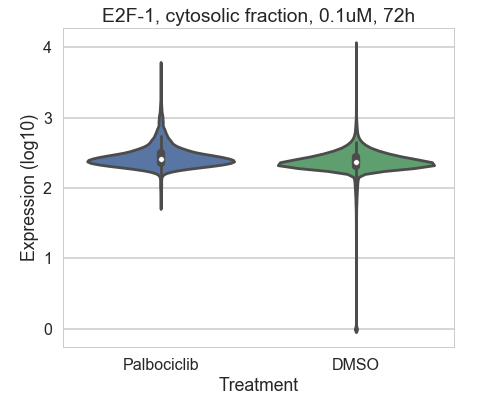 E2F-1, cytosolic fraction, 0.1uM, 72h
Expression (log10)
4
3
2
1
0
Palbociclib DMSO
Treatment